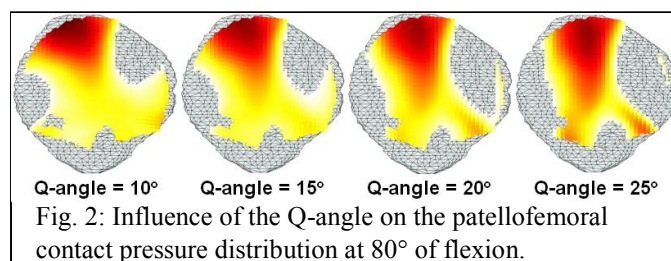 Q-angle = 10° Q-angle = 15° Q-angle = 20° Q-angle = 25°
Fig. 2: Influence of the Q-angle on the patellofemoral
contact pressure distribution at 80° of flexion.